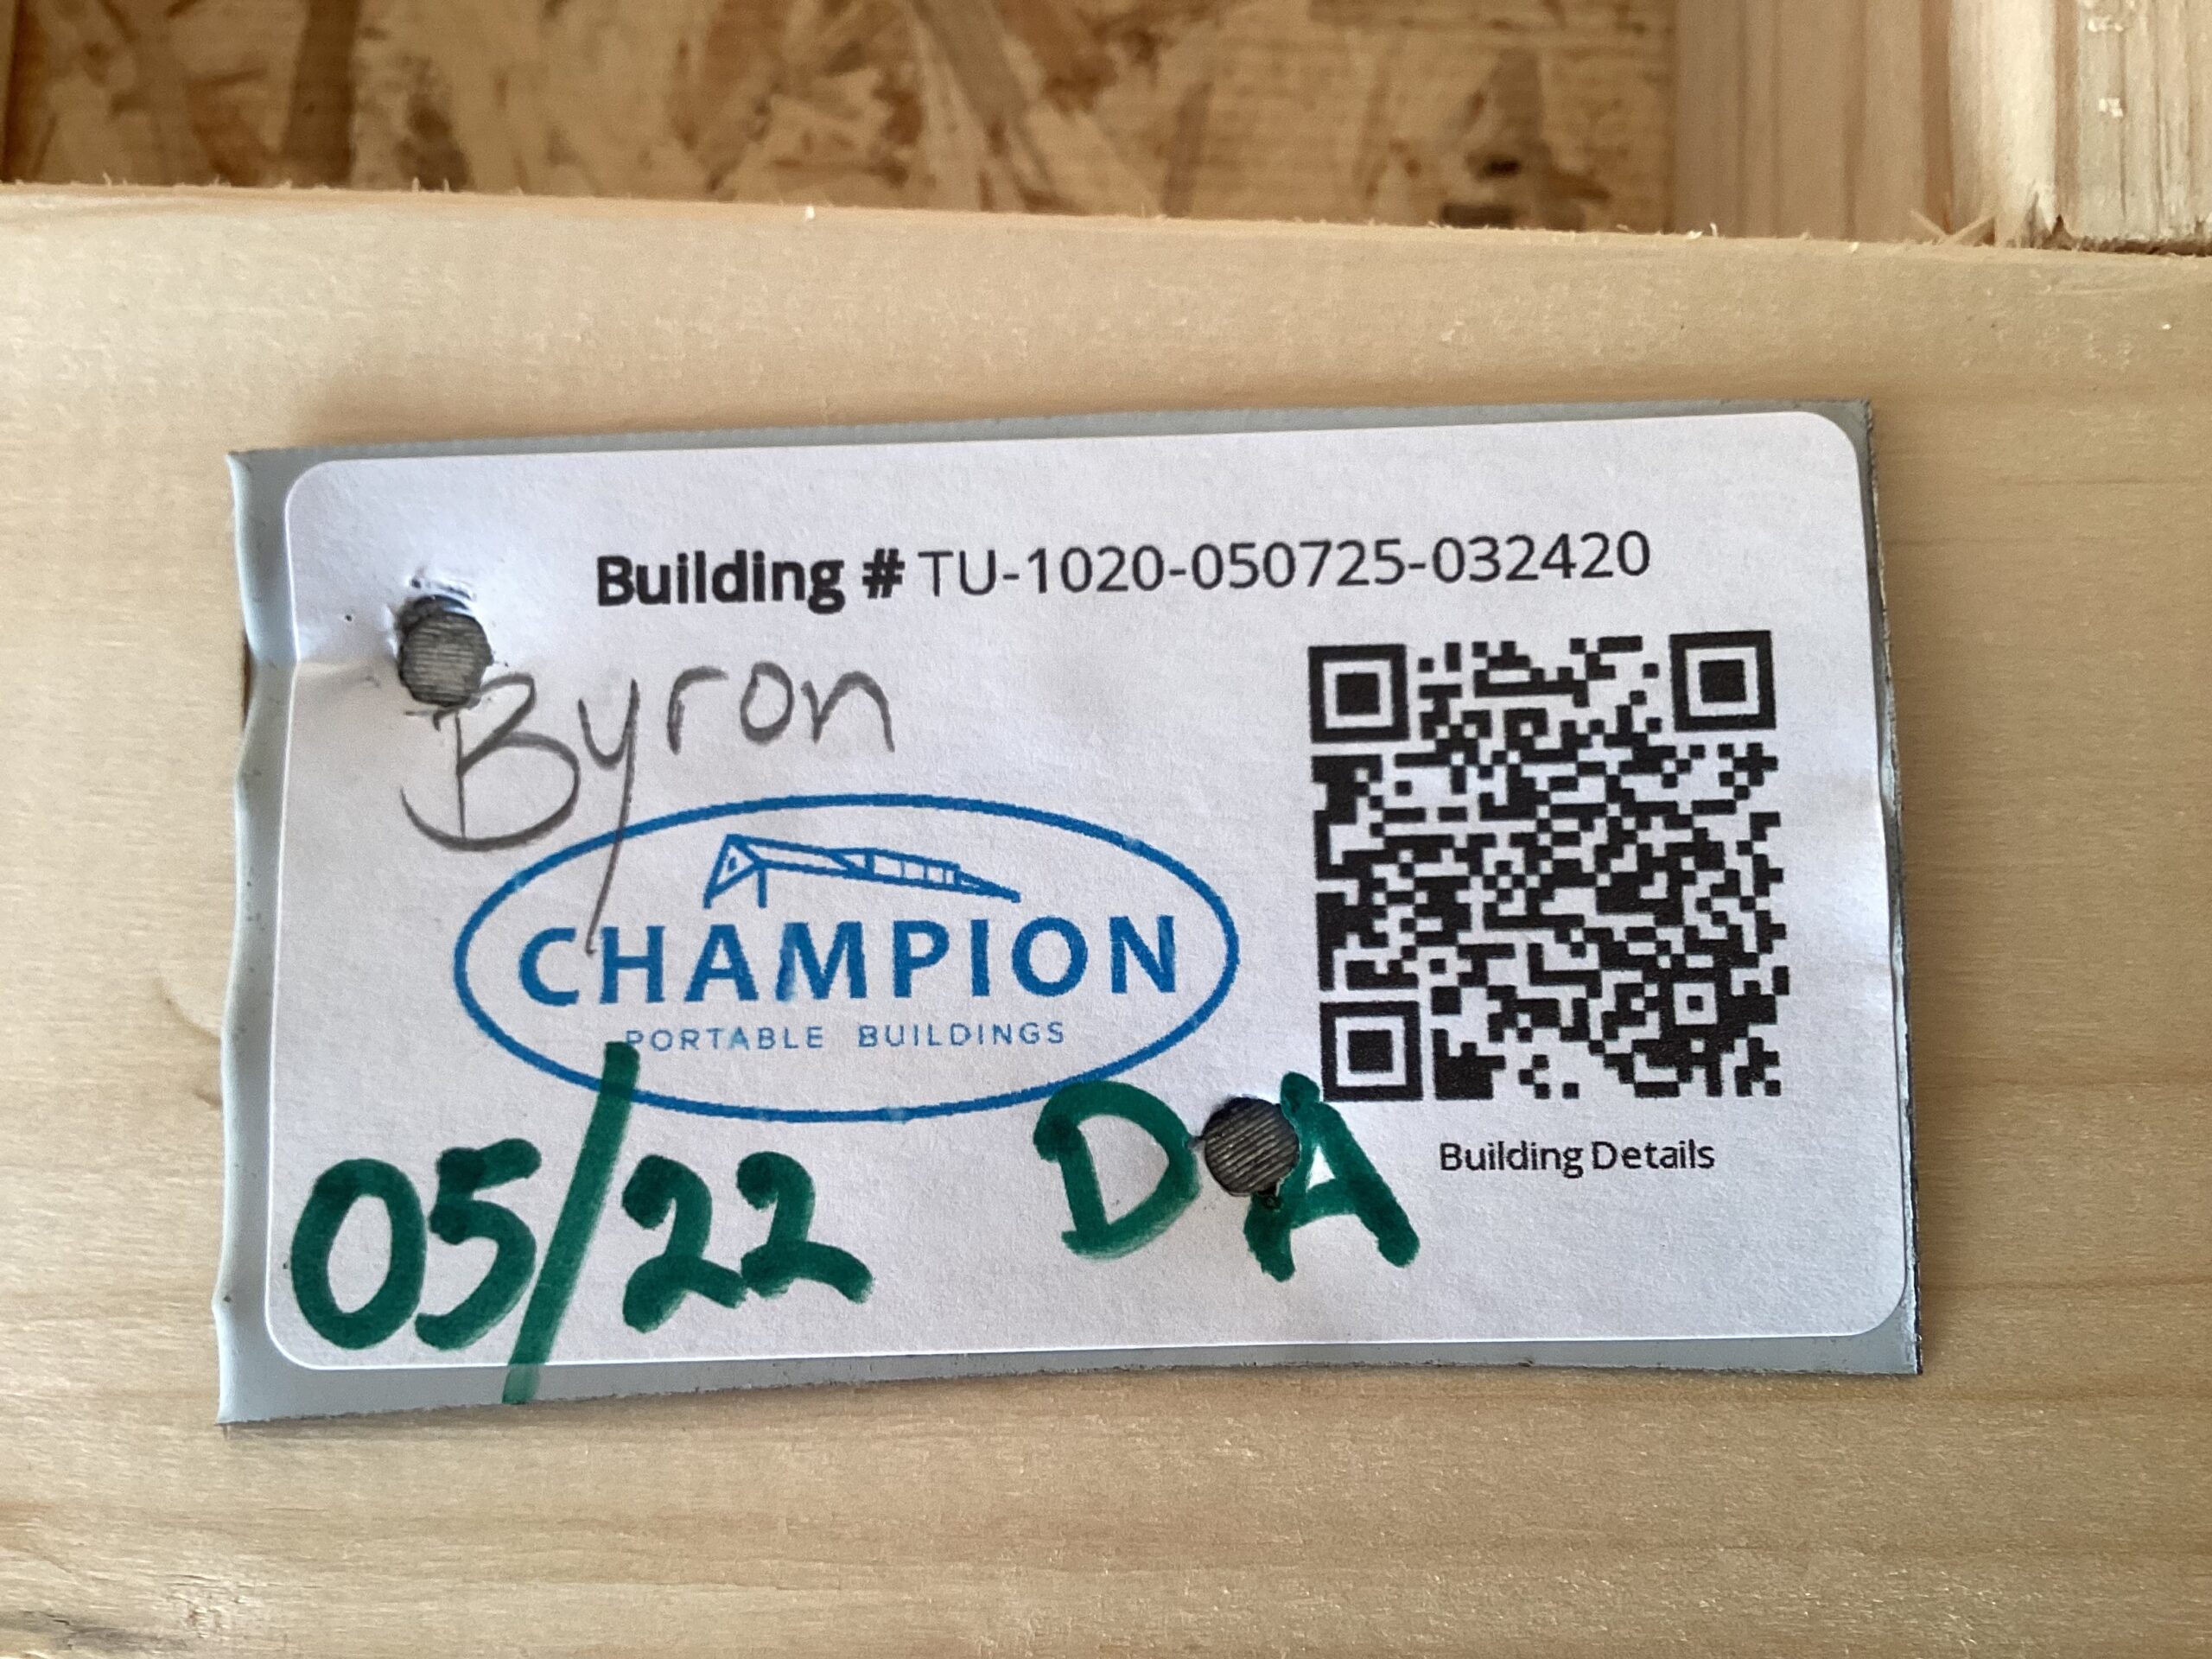 Building # TU-1020-050725-032420
Byron
CHAMPION
PORTABLE BUILDINGS
05/22 DA
Building Details